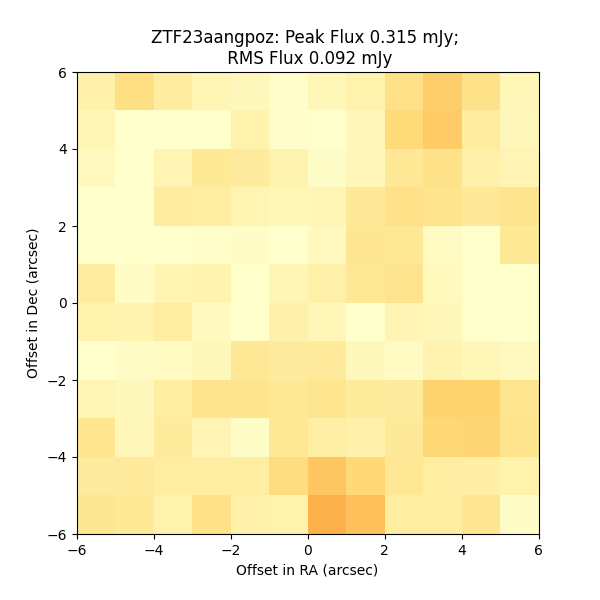 ZTF23aangpoz: Peak Flux 0.315 mJy;
RMS Flux 0.092 mJy
6
4
2
0
−2
−4
−6
Offset in Dec (arcsec)
−6 −4 −2 0 2 4 6
Offset in RA (arcsec)